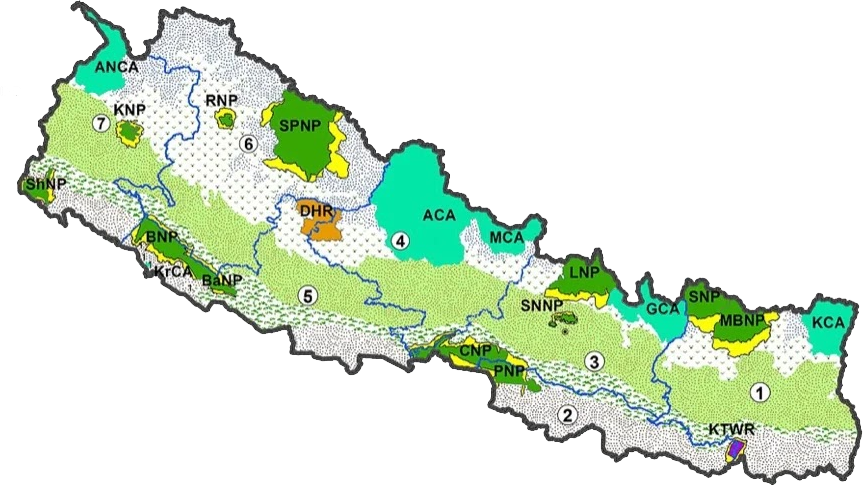 ANCA
RNP
KNP
7
SPNP
6
ShNP
DHR
ACA
BNP
4
MCA
KrCA
BaNP
LNP
5
SNNP
GCA
SNP
MBNP
KCA
CNP
3
PNP
1
2
KTWR